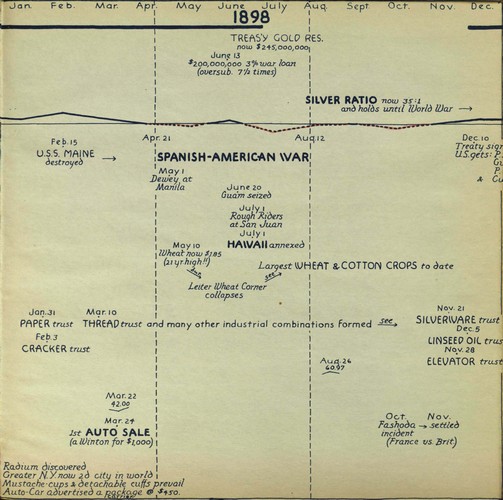 Jan. Feb. Mar. Apr. May June July Aug. Sept. Oct. Nov. Dec.
1898
TREAS'Y GOLD RES.
now $245,000,000
June 13
$200,000,000 3% war loan
(oversub. 7½ times)
SILVER RATIO now 35:1
and holds until World War →
Apr. 21
Aug 12
Feb. 15
U.S.S. MAINE →
destroyed
SPANISH-AMERICAN WAR
Dec. 10
Treaty sign
U.S. gets: P
Gu
P
& Cu
May 1
Dewey at
Manila
June 20
Guam seized
July 1
Rough Riders
at San Juan
July 1
HAWAII annexed
May 10
Wheat now $1.85
(21 yr. high!!)
Leiter Wheat Corner
collapses
Largest WHEAT & COTTON CROPS to date
see
Jan. 31
PAPER trust
Mar. 10
THREAD trust and many other industrial combinations formed see →
Feb. 3
CRACKER trust
Nov. 21
SILVERWARE trust
Dec. 5
LINSEED OIL trus
Nov. 28
ELEVATOR trust
Aug. 26
60.97
Mar. 22
42.00
Mar. 24
1st AUTO SALE
(a Winton for $1,000)
Oct. Nov.
Fashoda → settled
incident
(France vs. Brit)
Radium discovered
Greater N.Y. now 2d city in world
Mustache-cups & detachable cuffs prevail
Auto-Car advertised a package @ $450.